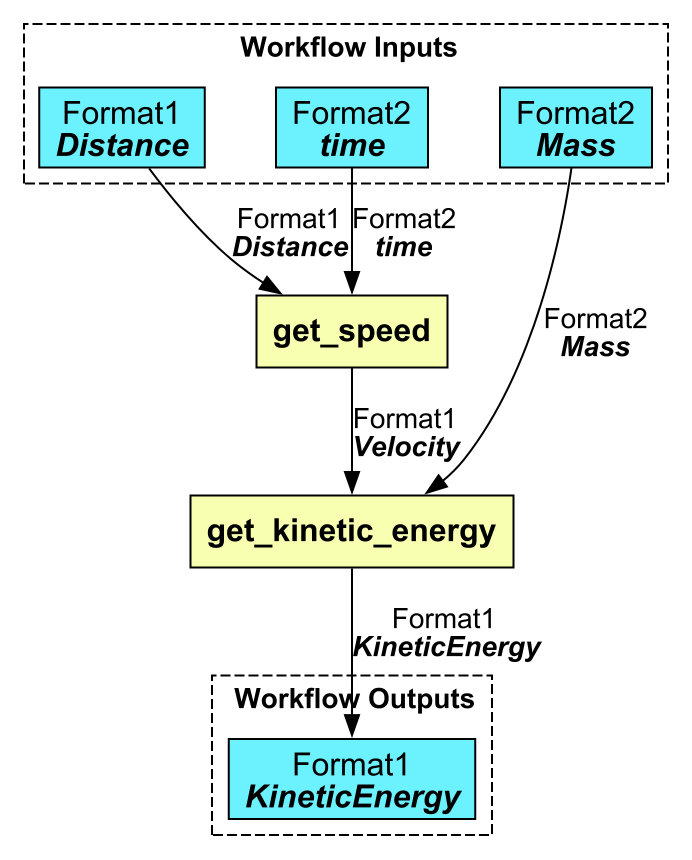 Workflow Inputs
Format1
Distance
Format2
time
Format2
Mass
Format1
Distance
Format2
time
get_speed
Format2
Mass
Format1
Velocity
get_kinetic_energy
Format1
KineticEnergy
Workflow Outputs
Format1
KineticEnergy